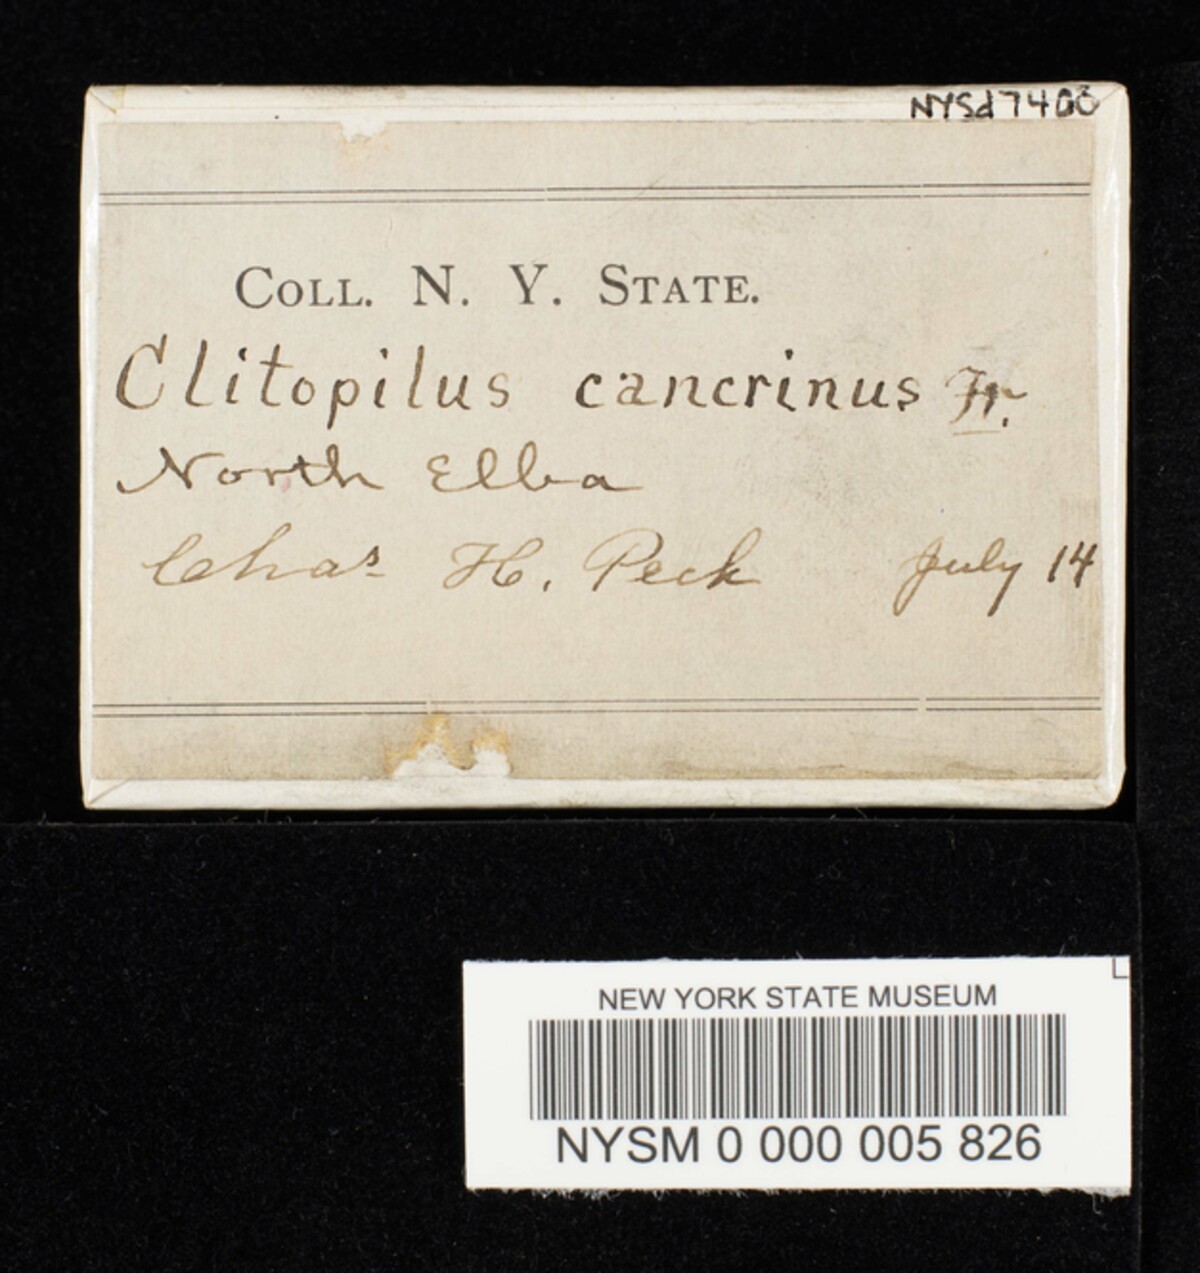 NYSd7403
COLL. N. Y. STATE.
Clitopilus cancrinus Fr.
North Elba
Chas H. Peck July 14
NEW YORK STATE MUSEUM
NYSM 0 000 005 826